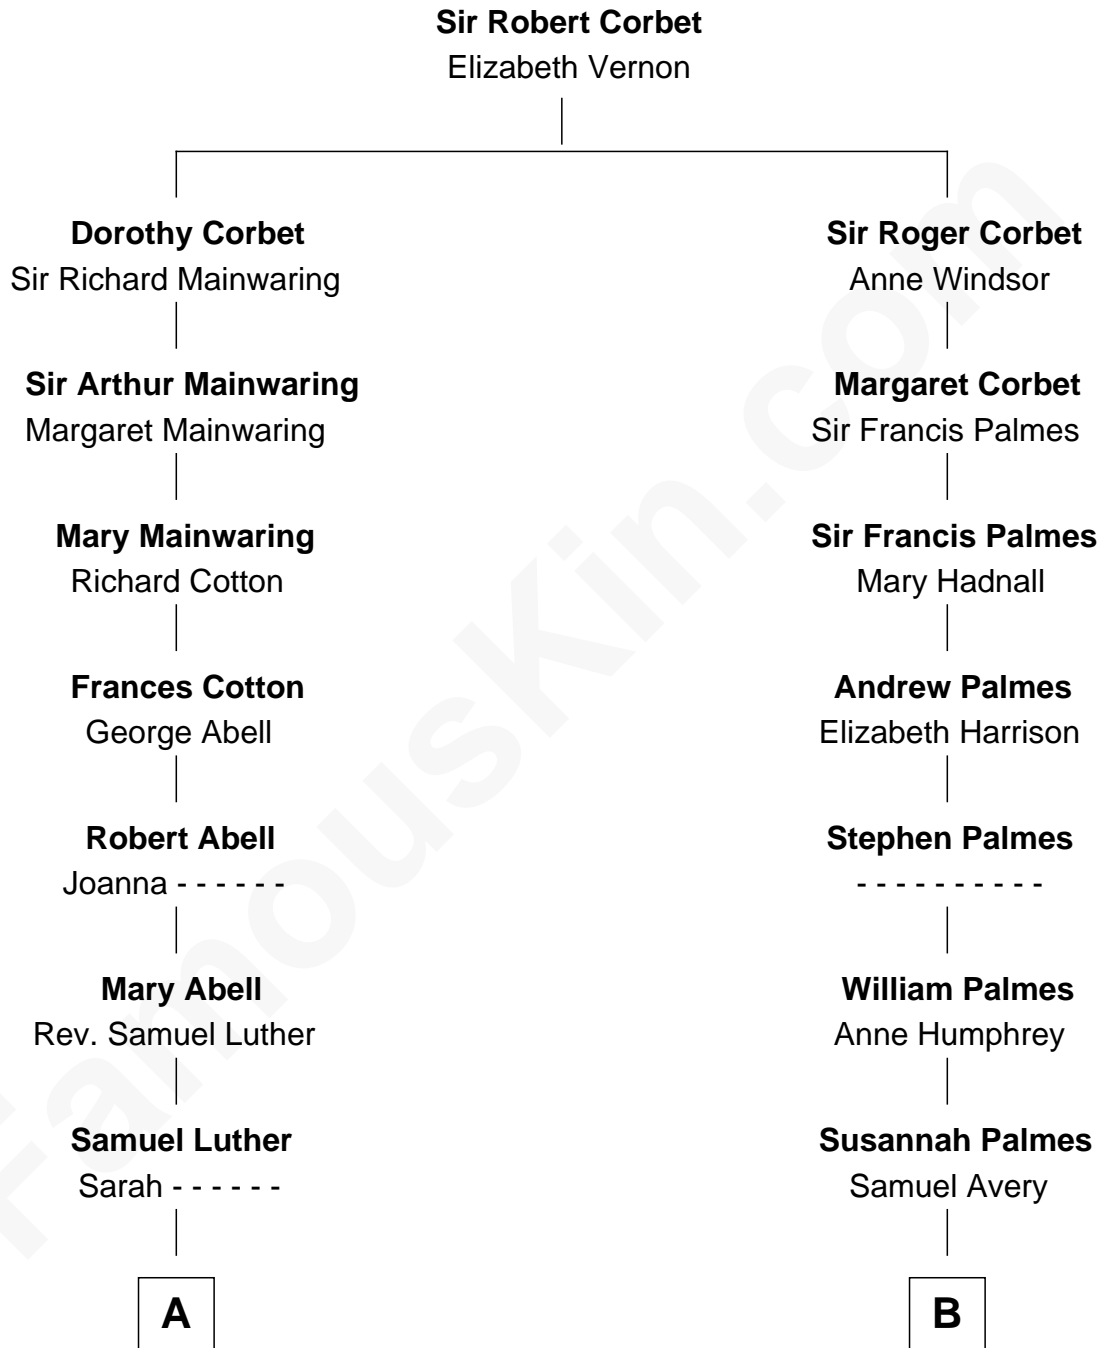 Sir Robert Corbet
Elizabeth Vernon
Dorothy Corbet
Sir Richard Mainwaring
Sir Roger Corbet
Anne Windsor
Sir Arthur Mainwaring
Margaret Mainwaring
Margaret Corbet
Sir Francis Palmes
Mary Mainwaring
Richard Cotton
Sir Francis Palmes
Mary Hadnall
Frances Cotton
George Abell
Andrew Palmes
Elizabeth Harrison
Robert Abell
Joanna - - - - - -
Stephen Palmes
- - - - - - - - - -
Mary Abell
Rev. Samuel Luther
William Palmes
Anne Humphrey
Samuel Luther
Sarah - - - - - -
Susannah Palmes
Samuel Avery
A
B
FamousKin.com